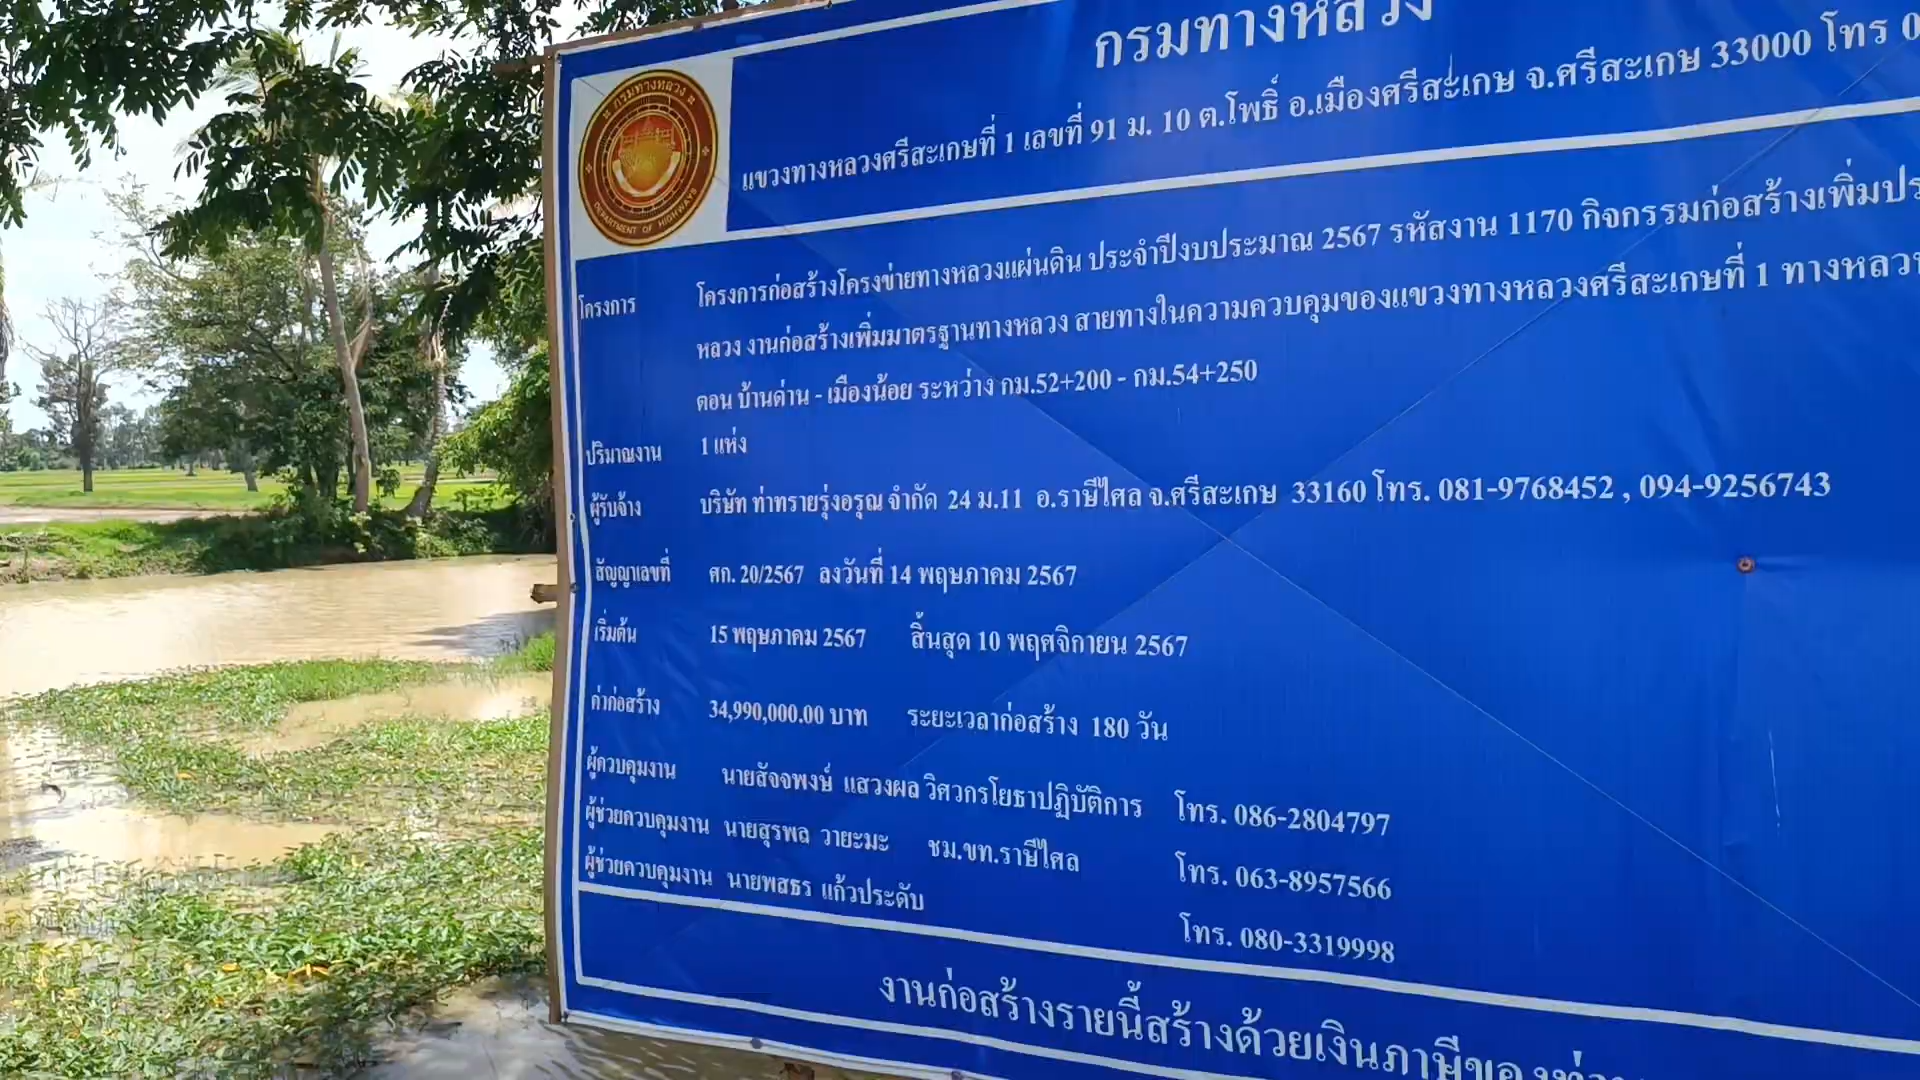 กรมทางหลวง
แขวงทางหลวงศรีสะเกษที่ 1 เลขที่ 91 ม. 10 ต.โพธิ์ อ.เมืองศรีสะเกษ จ.ศรีสะเกษ 33000 โทร 0
กรมทางหลวง
DEPARTMENT OF HIGHWAYS
โครงการ โครงการก่อสร้างโครงข่ายทางหลวงแผ่นดิน ประจำปีงบประมาณ 2567 รหัสงาน 1170 กิจกรรมก่อสร้างเพิ่มประ
หลวง งานก่อสร้างเพิ่มมาตรฐานทางหลวง สายทางในความควบคุมของแขวงทางหลวงศรีสะเกษที่ 1 ทางหลวง
ตอน บ้านด่าน - เมืองน้อย ระหว่าง กม.52+200 - กม.54+250
ปริมาณงาน 1 แห่ง
ผู้รับจ้าง บริษัท ท่าทรายรุ่งอรุณ จำกัด 24 ม.11 อ.ราษีไศล จ.ศรีสะเกษ 33160 โทร. 081-9768452 , 094-9256743
สัญญาเลขที่ ศก. 20/2567 ลงวันที่ 14 พฤษภาคม 2567
เริ่มต้น 15 พฤษภาคม 2567 สิ้นสุด 10 พฤศจิกายน 2567
ค่าก่อสร้าง 34,990,000.00 บาท ระยะเวลาก่อสร้าง 180 วัน
ผู้ควบคุมงาน นายสัจจพงษ์ แสวงผล วิศวกรโยธาปฏิบัติการ โทร. 086-2804797
ผู้ช่วยควบคุมงาน นายสุรพล วายะมะ ชม.ขท.ราษีไศล โทร. 063-8957566
ผู้ช่วยควบคุมงาน นายพสธร แก้วประดับ โทร. 080-3319998
งานก่อสร้างรายนี้สร้างด้วยเงินภาษีของท่าน